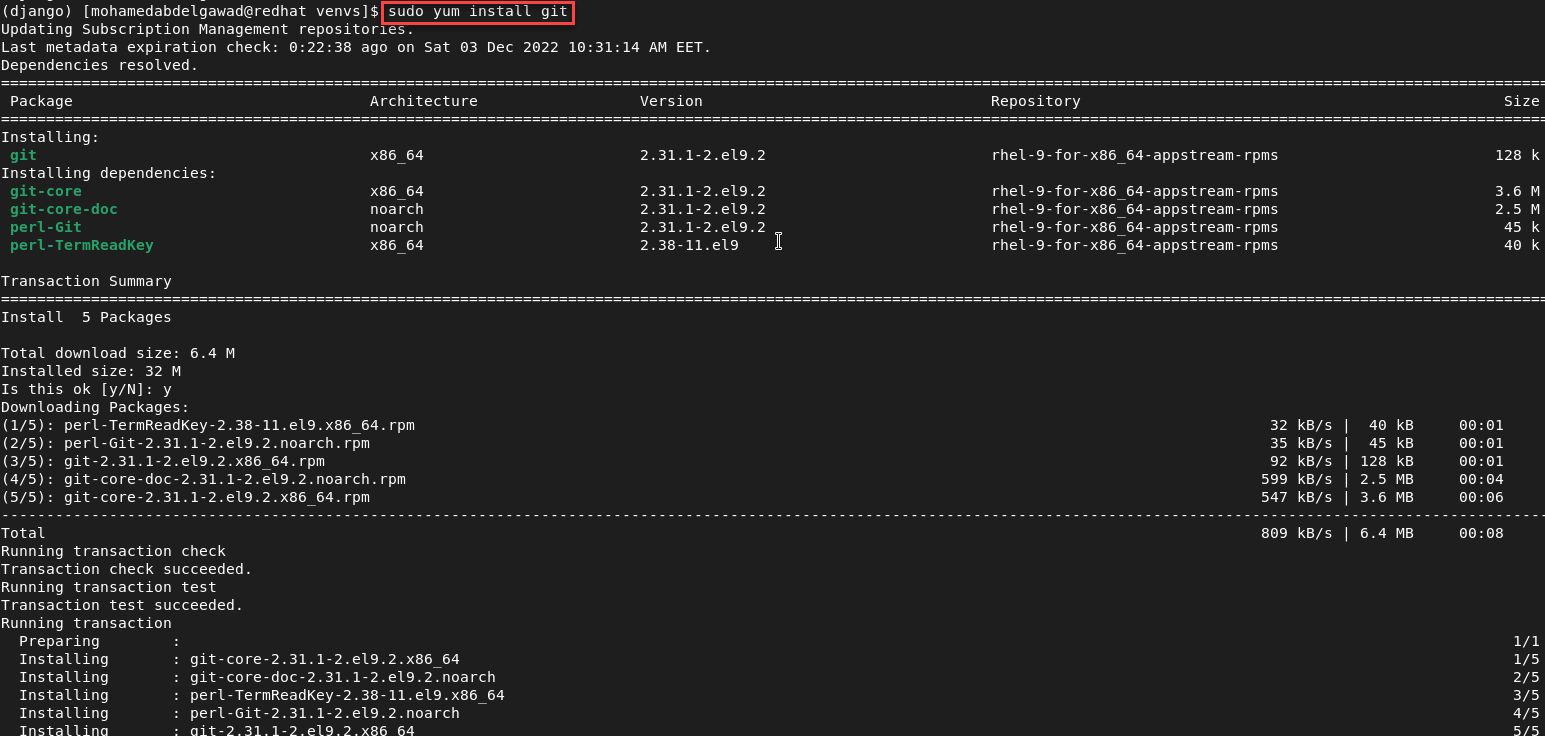 (django) [mohamedabdelgawad@redhat venvs]$ sudo yum install git
Updating Subscription Management repositories.
Last metadata expiration check: 0:22:38 ago on Sat 03 Dec 2022 10:31:14 AM EET.
Dependencies resolved.
================================================================================
Package Architecture Version Repository Size
================================================================================
Installing:
git x86_64 2.31.1-2.el9.2 rhel-9-for-x86_64-appstream-rpms 128 k
Installing dependencies:
git-core x86_64 2.31.1-2.el9.2 rhel-9-for-x86_64-appstream-rpms 3.6 M
git-core-doc noarch 2.31.1-2.el9.2 rhel-9-for-x86_64-appstream-rpms 2.5 M
perl-Git noarch 2.31.1-2.el9.2 rhel-9-for-x86_64-appstream-rpms 45 k
perl-TermReadKey x86_64 2.38-11.el9 rhel-9-for-x86_64-appstream-rpms 40 k
Transaction Summary
================================================================================
Install  5 Packages
Total download size: 6.4 M
Installed size: 32 M
Is this ok [y/N]: y
Downloading Packages:
(1/5): perl-TermReadKey-2.38-11.el9.x86_64.rpm 32 kB/s | 40 kB 00:01
(2/5): perl-Git-2.31.1-2.el9.2.noarch.rpm 35 kB/s | 45 kB 00:01
(3/5): git-2.31.1-2.el9.2.x86_64.rpm 92 kB/s | 128 kB 00:01
(4/5): git-core-doc-2.31.1-2.el9.2.noarch.rpm 599 kB/s | 2.5 MB 00:04
(5/5): git-core-2.31.1-2.el9.2.x86_64.rpm 547 kB/s | 3.6 MB 00:06
--------------------------------------------------------------------------------
Total 809 kB/s | 6.4 MB 00:08
Running transaction check
Transaction check succeeded.
Running transaction test
Transaction test succeeded.
Running transaction
Preparing : 1/1
Installing : git-core-2.31.1-2.el9.2.x86_64 1/5
Installing : git-core-doc-2.31.1-2.el9.2.noarch 2/5
Installing : perl-TermReadKey-2.38-11.el9.x86_64 3/5
Installing : perl-Git-2.31.1-2.el9.2.noarch 4/5
Installing : git-2.31.1-2.el9.2.x86_64 5/5